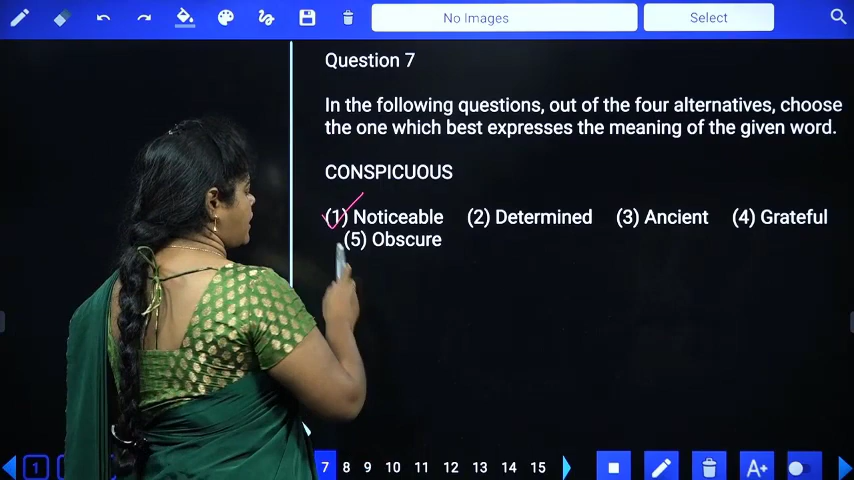 No Images
Select
Question 7
In the following questions, out of the four alternatives, choose
the one which best expresses the meaning of the given word.
CONSPICUOUS
(1) Noticeable (2) Determined (3) Ancient (4) Grateful
(5) Obscure
1 7 8 9 10 11 12 13 14 15 A+